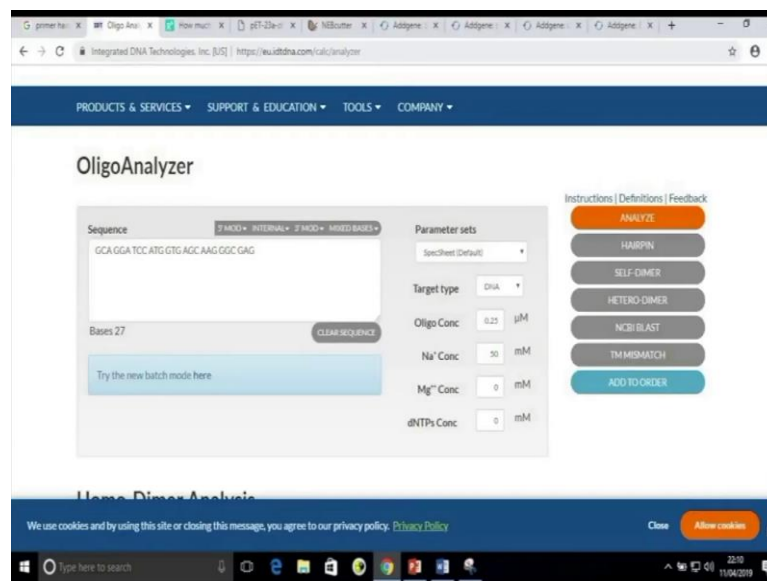 primer hai
Oligo Ana
How much
pET-23a-d
NEBcutter
Addgene:
Addgene:
Addgene:
Addgene:
Integrated DNA Technologies, Inc. [US] | https://eu.idtdna.com/calc/analyzer
PRODUCTS & SERVICES SUPPORT & EDUCATION TOOLS COMPANY
OligoAnalyzer
Instructions | Definitions | Feedback
Sequence
5' MOD INTERNAL 3' MOD MIXED BASES
GCA GGA TCC ATG GTG AGC AAG GGC GAG
Bases 27
CLEAR SEQUENCE
Try the new batch mode here
Parameter sets
SpecSheet (Default)
Target type DNA
Oligo Conc 0.25 μM
Na⁺ Conc 50 mM
Mg⁺⁺ Conc 0 mM
dNTPs Conc 0 mM
ANALYZE
HAIRPIN
SELF-DIMER
HETERO-DIMER
NCBI BLAST
TM MISMATCH
ADD TO ORDER
Home-Dimer Analysis
We use cookies and by using this site or closing this message, you agree to our privacy policy. Privacy Policy
Close
Allow cookies
Type here to search
22:10
11/04/2019